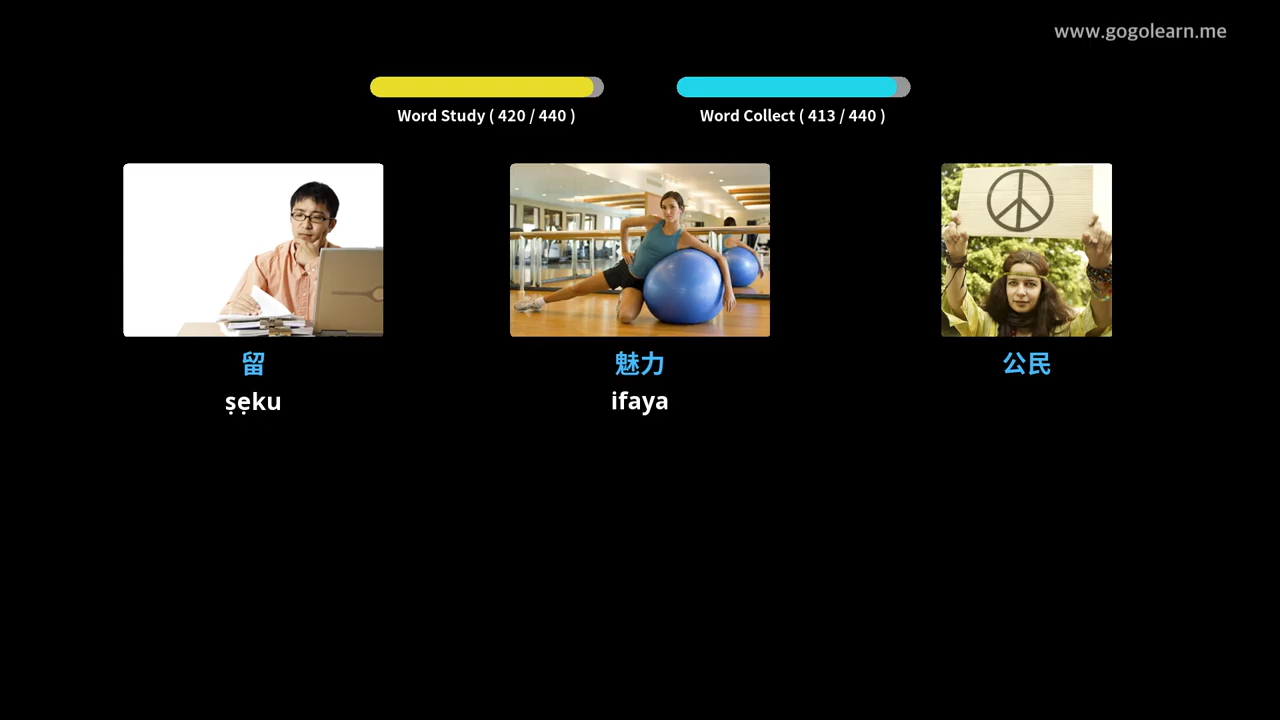 www.gogolearn.me
Word Study ( 420 / 440 )
Word Collect ( 413 / 440 )
留
魅力
公民
ṣẹku
ifaya